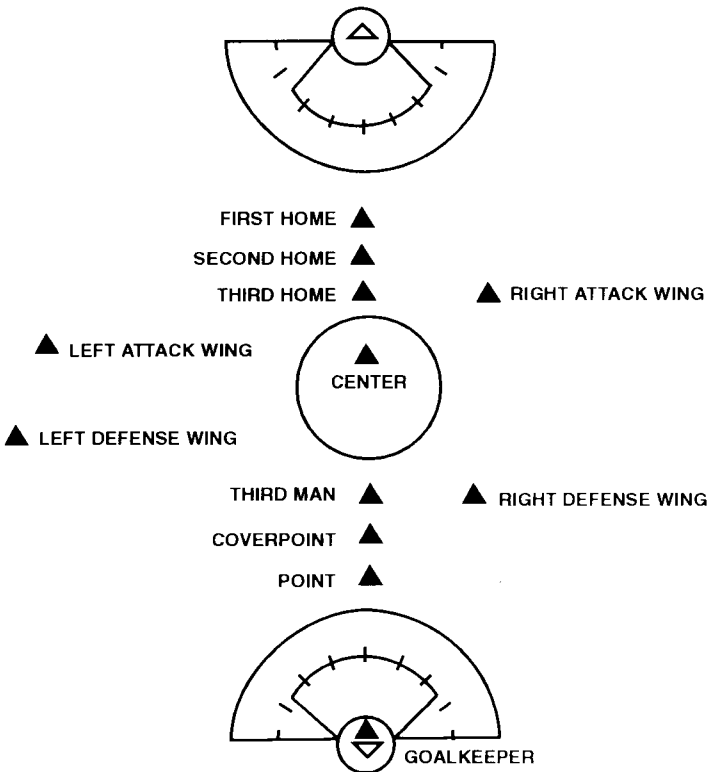 FIRST HOME
SECOND HOME
THIRD HOME
RIGHT ATTACK WING
LEFT ATTACK WING
CENTER
LEFT DEFENSE WING
THIRD MAN
RIGHT DEFENSE WING
COVERPOINT
POINT
GOALKEEPER